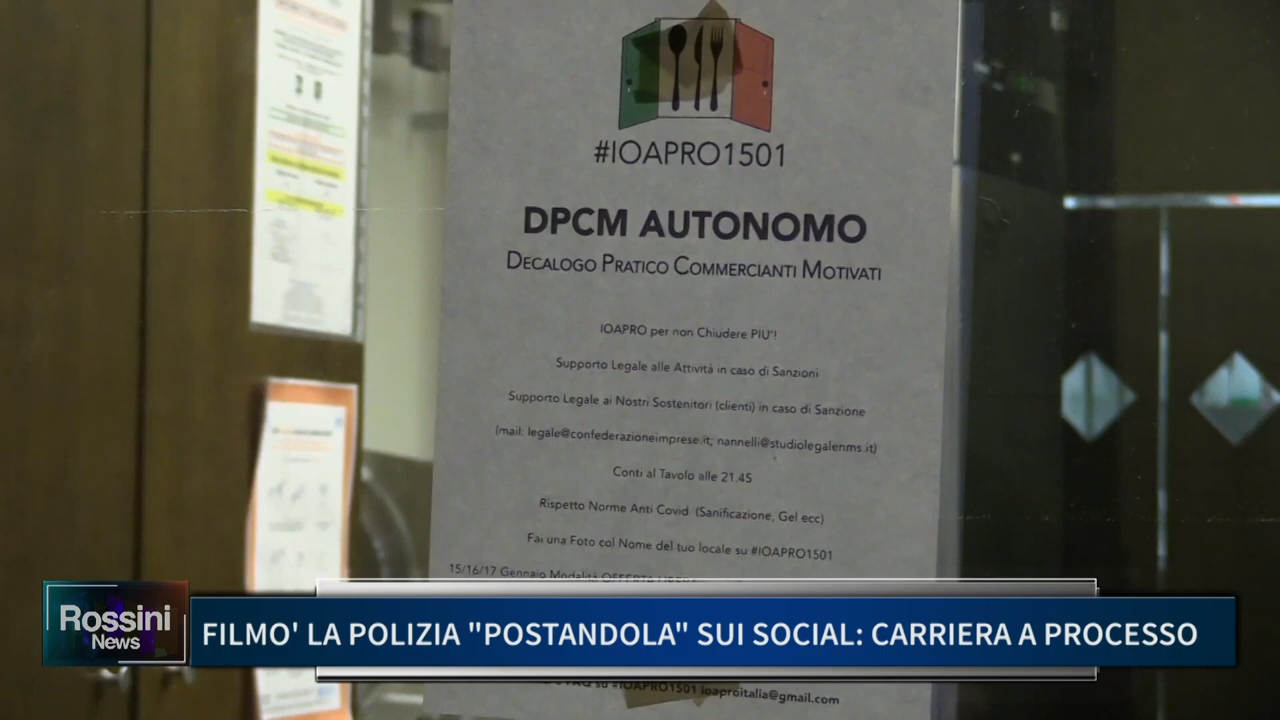 #IOAPRO1501
DPCM AUTONOMO
DECALOGO PRATICO COMMERCIANTI MOTIVATI
IOAPRO per non Chiudere PIU'!
Supporto Legale alle Attività in caso di Sanzioni
Supporto Legale ai Nostri Sostenitori (clienti) in caso di Sanzione
(mail: legale@confederazioneimprese.it; nannelli@studiolegalenms.it)
Conti al Tavolo alle 21.45
Rispetto Norme Anti Covid (Sanificazione, Gel ecc)
Fai una Foto col Nome del tuo locale su #IOAPRO1501
15/16/17 Gennaio Modalità OFFERTA
Rossini
News
FILMO' LA POLIZIA "POSTANDOLA" SUI SOCIAL: CARRIERA A PROCESSO
su #IOAPRO1501 ioaproitalia@gmail.com